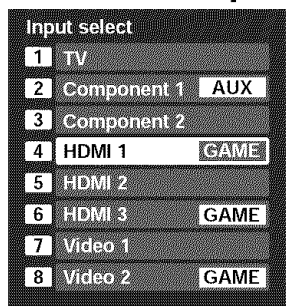 Input select
1 TV
2 Component 1 AUX
3 Component 2
4 HDMI 1 GAME
5 HDMI 2
6 HDMI 3 GAME
7 Video 1
8 Video 2 GAME